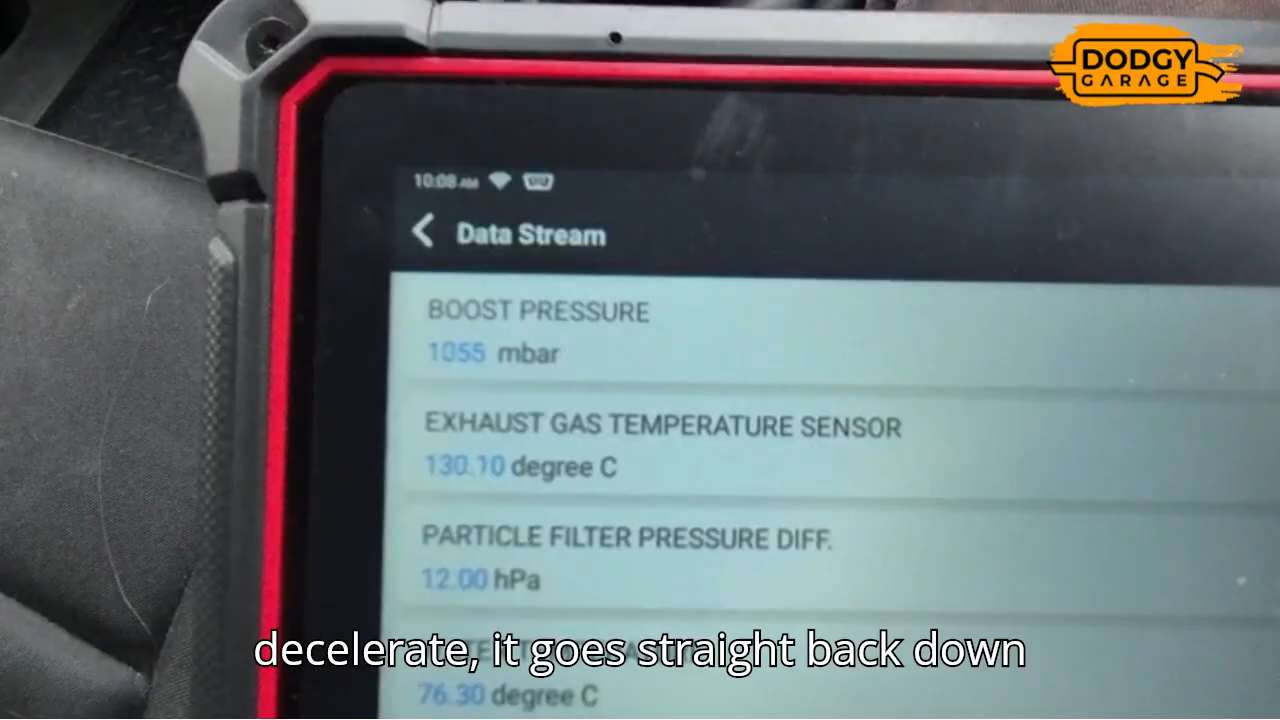 DODGY
GARAGE
10:08 AM
Data Stream
BOOST PRESSURE
1055 mbar
EXHAUST GAS TEMPERATURE SENSOR
130.10 degree C
PARTICLE FILTER PRESSURE DIFF.
12.00 hPa
decelerate, it goes straight back down
76.30 degree C